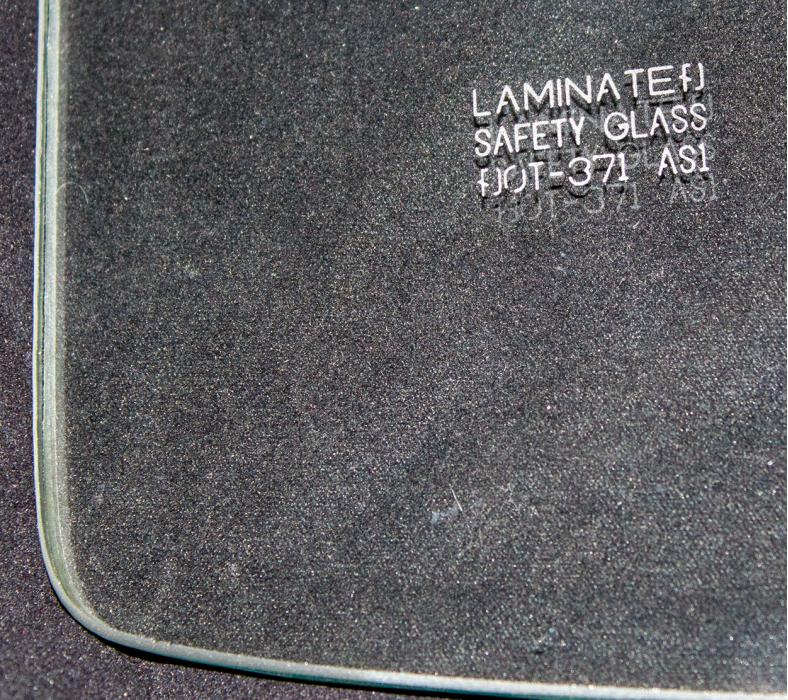 LAMINATED
SAFETY GLASS
DOT-371 AS1